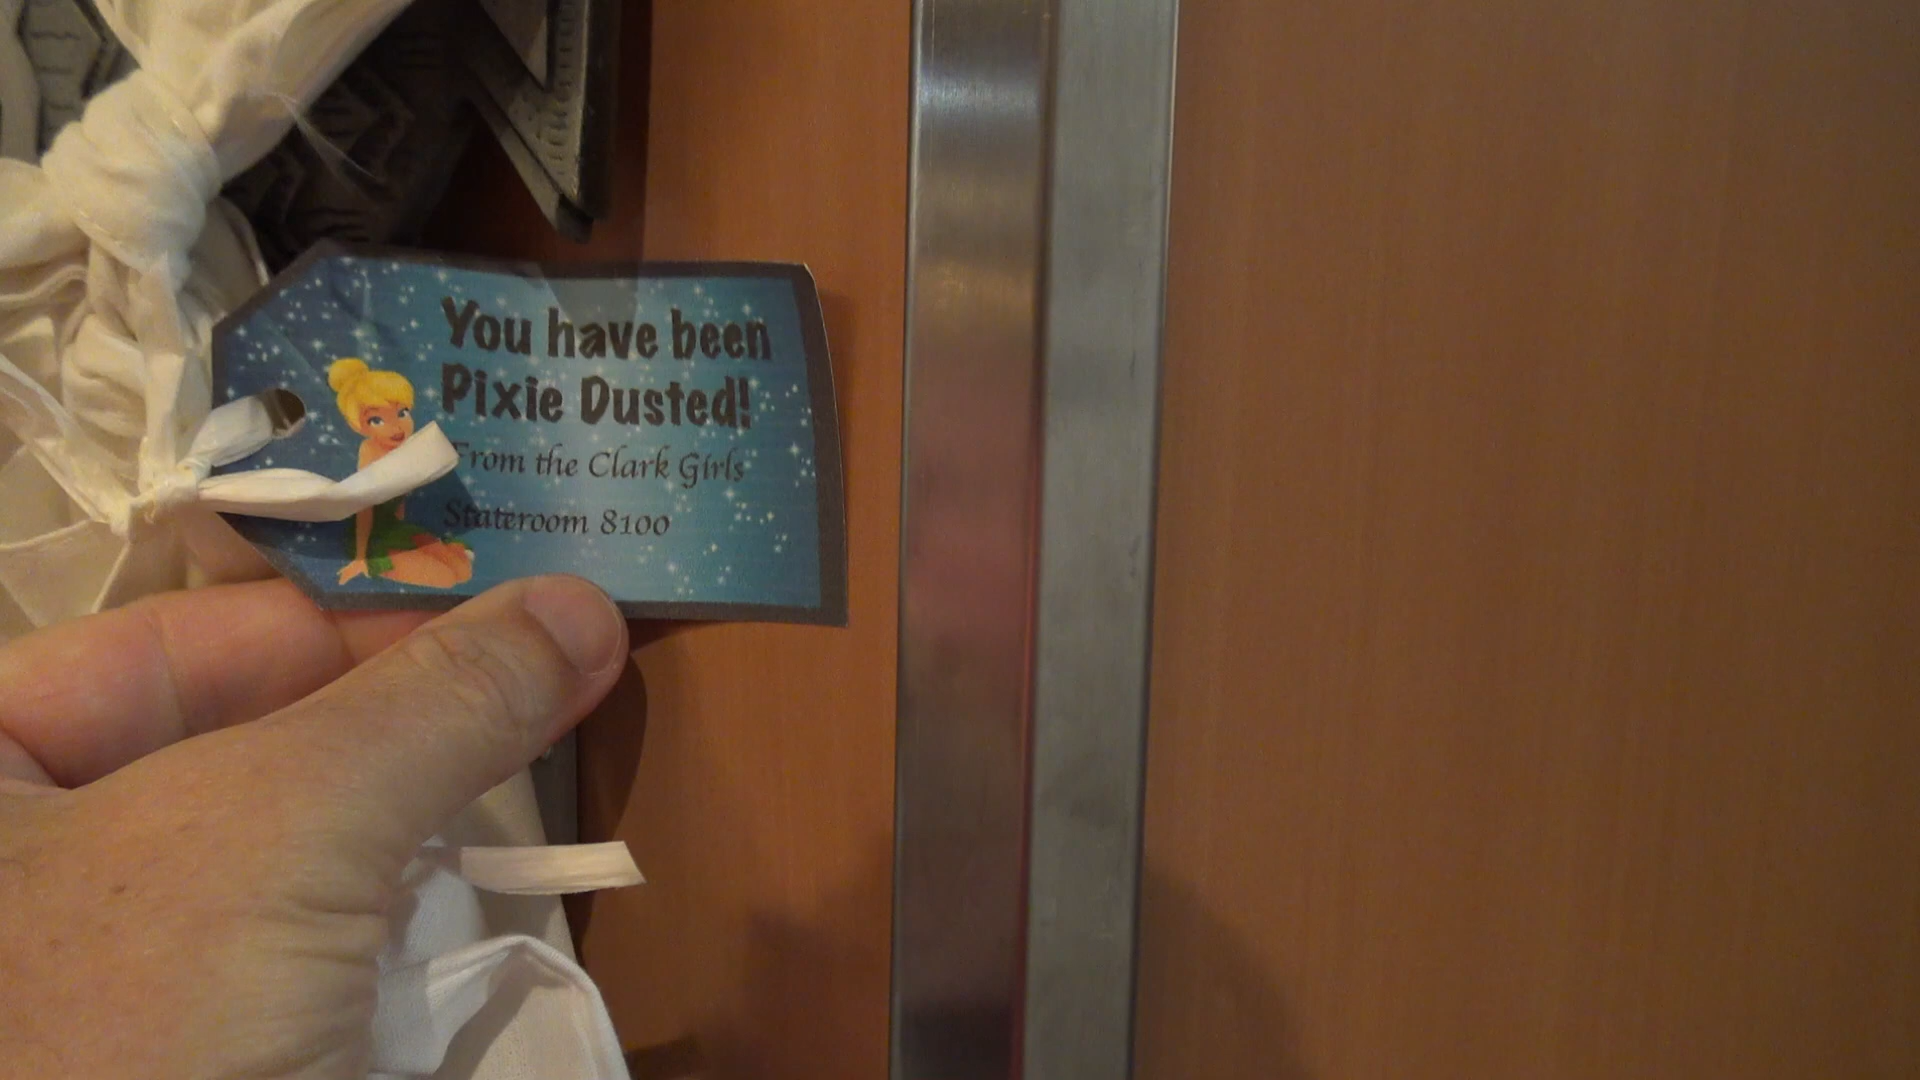 You have been
Pixie Dusted!
From the Clark Girls
Stateroom 8100